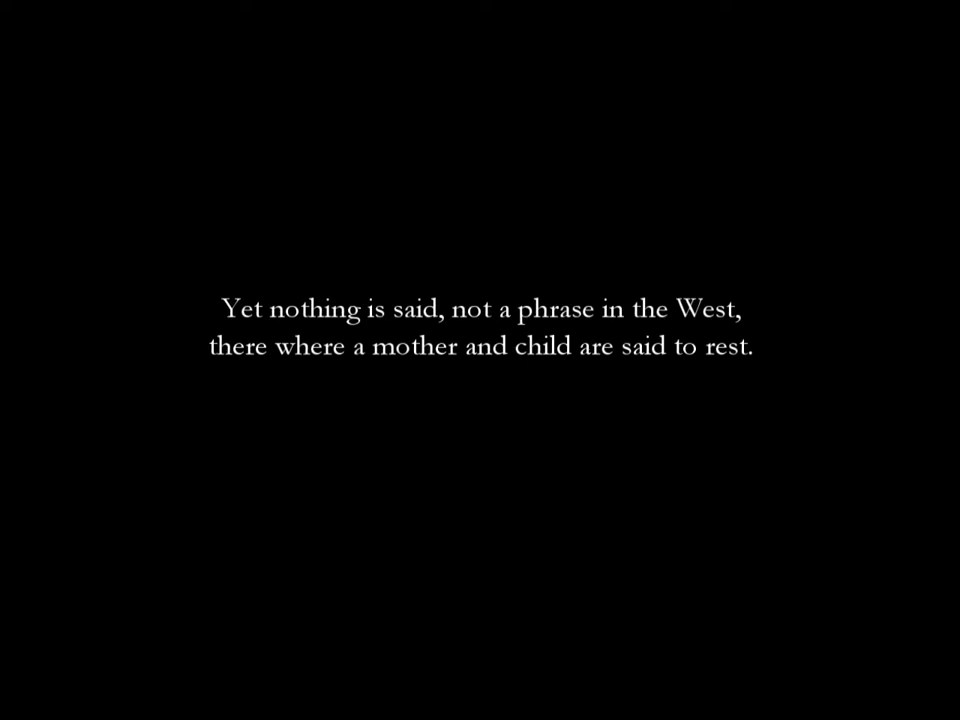 Yet nothing is said, not a phrase in the West,
there where a mother and child are said to rest.